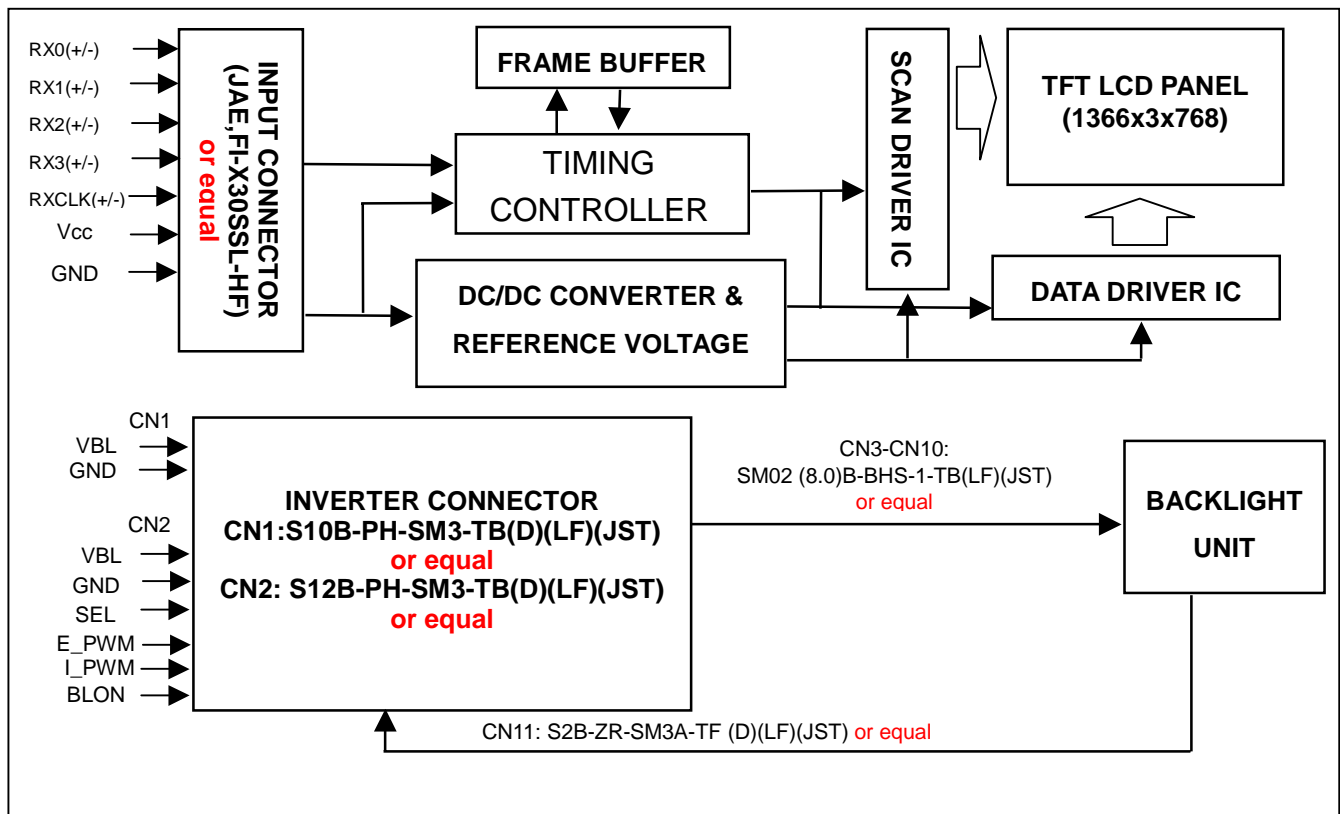 RX0(+/-)
RX1(+/-)
RX2(+/-)
RX3(+/-)
RXCLK(+/-)
Vcc
GND
INPUT CONNECTOR
(JAE,FI-X30SSL-HF)
or equal
FRAME BUFFER
TIMING
CONTROLLER
DC/DC CONVERTER &
REFERENCE VOLTAGE
SCAN DRIVER IC
TFT LCD PANEL
(1366x3x768)
DATA DRIVER IC
CN1
VBL
GND
CN2
VBL
GND
SEL
E_PWM
I_PWM
BLON
INVERTER CONNECTOR
CN1:S10B-PH-SM3-TB(D)(LF)(JST)
or equal
CN2: S12B-PH-SM3-TB(D)(LF)(JST)
or equal
CN3-CN10:
SM02 (8.0)B-BHS-1-TB(LF)(JST)
or equal
BACKLIGHT
UNIT
CN11: S2B-ZR-SM3A-TF (D)(LF)(JST) or equal